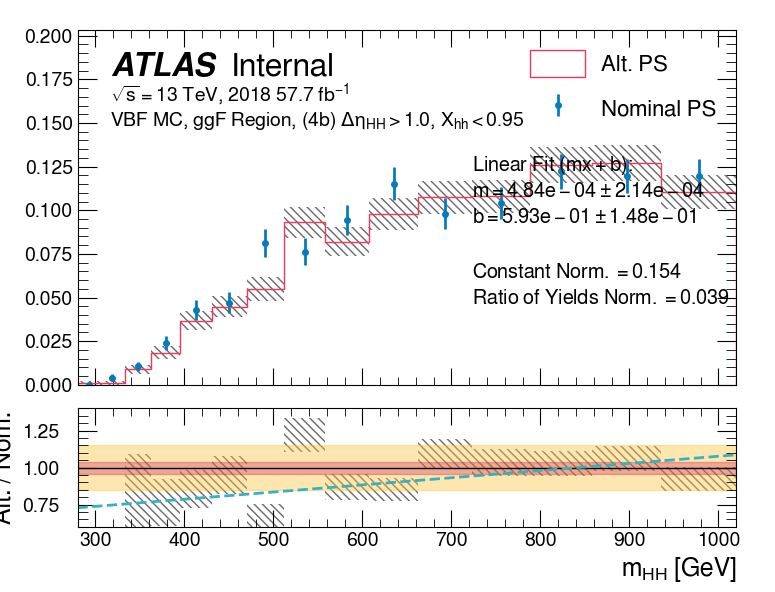 0.200
ATLAS Internal
Alt. PS
0.175
√s = 13 TeV, 2018 57.7 fb⁻¹
Nominal PS
0.150
VBF MC, ggF Region, (4b) Δη_HH > 1.0, X_hh < 0.95
0.125
Linear Fit (mx + b):
m = 4.84e − 04 ± 2.14e − 04
0.100
b = 5.93e − 01 ± 1.48e − 01
0.075
Constant Norm. = 0.154
0.050
Ratio of Yields Norm. = 0.039
0.025
0.000
Alt. / Nom.
1.25
1.00
0.75
300 400 500 600 700 800 900 1000
m_HH [GeV]